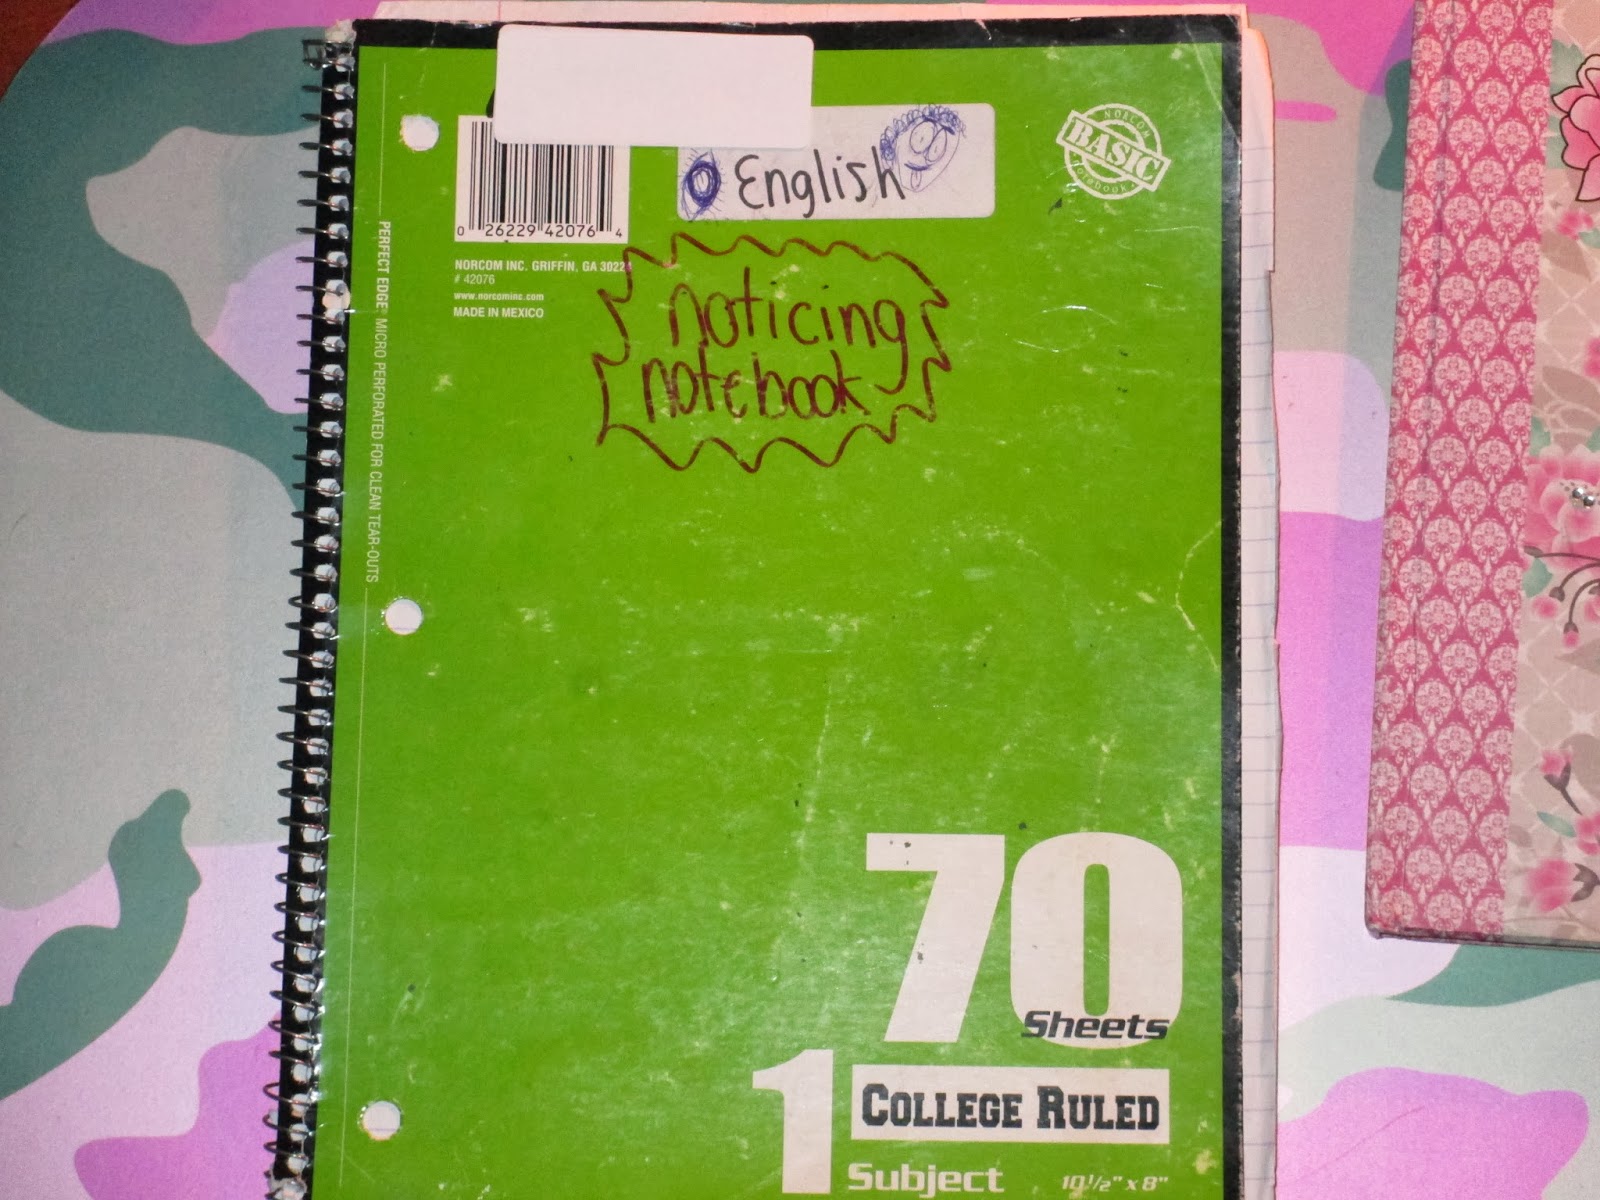 English
NORCOM
BASIC
notebook
0 26229 42076 4
NORCOM INC. GRIFFIN, GA 30224
# 42076
www.norcominc.com
MADE IN MEXICO
noticing
notebook
PERFECT EDGE MICRO PERFORATED FOR CLEAN TEAR-OUTS
70
Sheets
1
COLLEGE RULED
Subject
10 1/2" x 8"